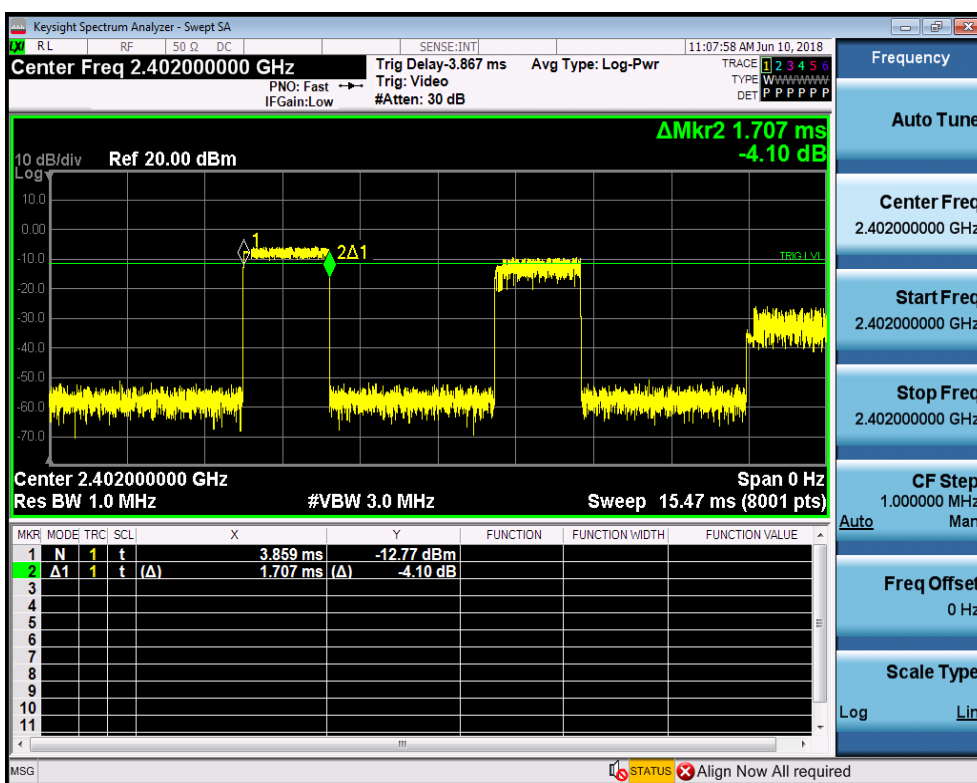 Keysight Spectrum Analyzer - Swept SA
LXI RL RF 50 Ω DC SENSE:INT 11:07:58 AM Jun 10, 2018
Center Freq 2.402000000 GHz
PNO: Fast
IFGain:Low
Trig Delay-3.867 ms
Trig: Video
#Atten: 30 dB
Avg Type: Log-Pwr
TRACE 1 2 3 4 5 6
TYPE WWWWWW
DET P P P P P P
ΔMkr2 1.707 ms
-4.10 dB
10 dB/div Ref 20.00 dBm
Log
10.0
0.00
-10.0
-20.0
-30.0
-40.0
-50.0
-60.0
-70.0
1
2Δ1
TRIG LVL
Center 2.402000000 GHz Span 0 Hz
Res BW 1.0 MHz #VBW 3.0 MHz Sweep 15.47 ms (8001 pts)
MKR MODE TRC SCL X Y FUNCTION FUNCTION WIDTH FUNCTION VALUE
1 N 1 t 3.859 ms -12.77 dBm
2 Δ1 1 t (Δ) 1.707 ms (Δ) -4.10 dB
3
4
5
6
7
8
9
10
11
MSG STATUS Align Now All required
Frequency
Auto Tune
Center Freq
2.402000000 GHz
Start Freq
2.402000000 GHz
Stop Freq
2.402000000 GHz
CF Step
1.000000 MHz
Auto Man
Freq Offset
0 Hz
Scale Type
Log Lin